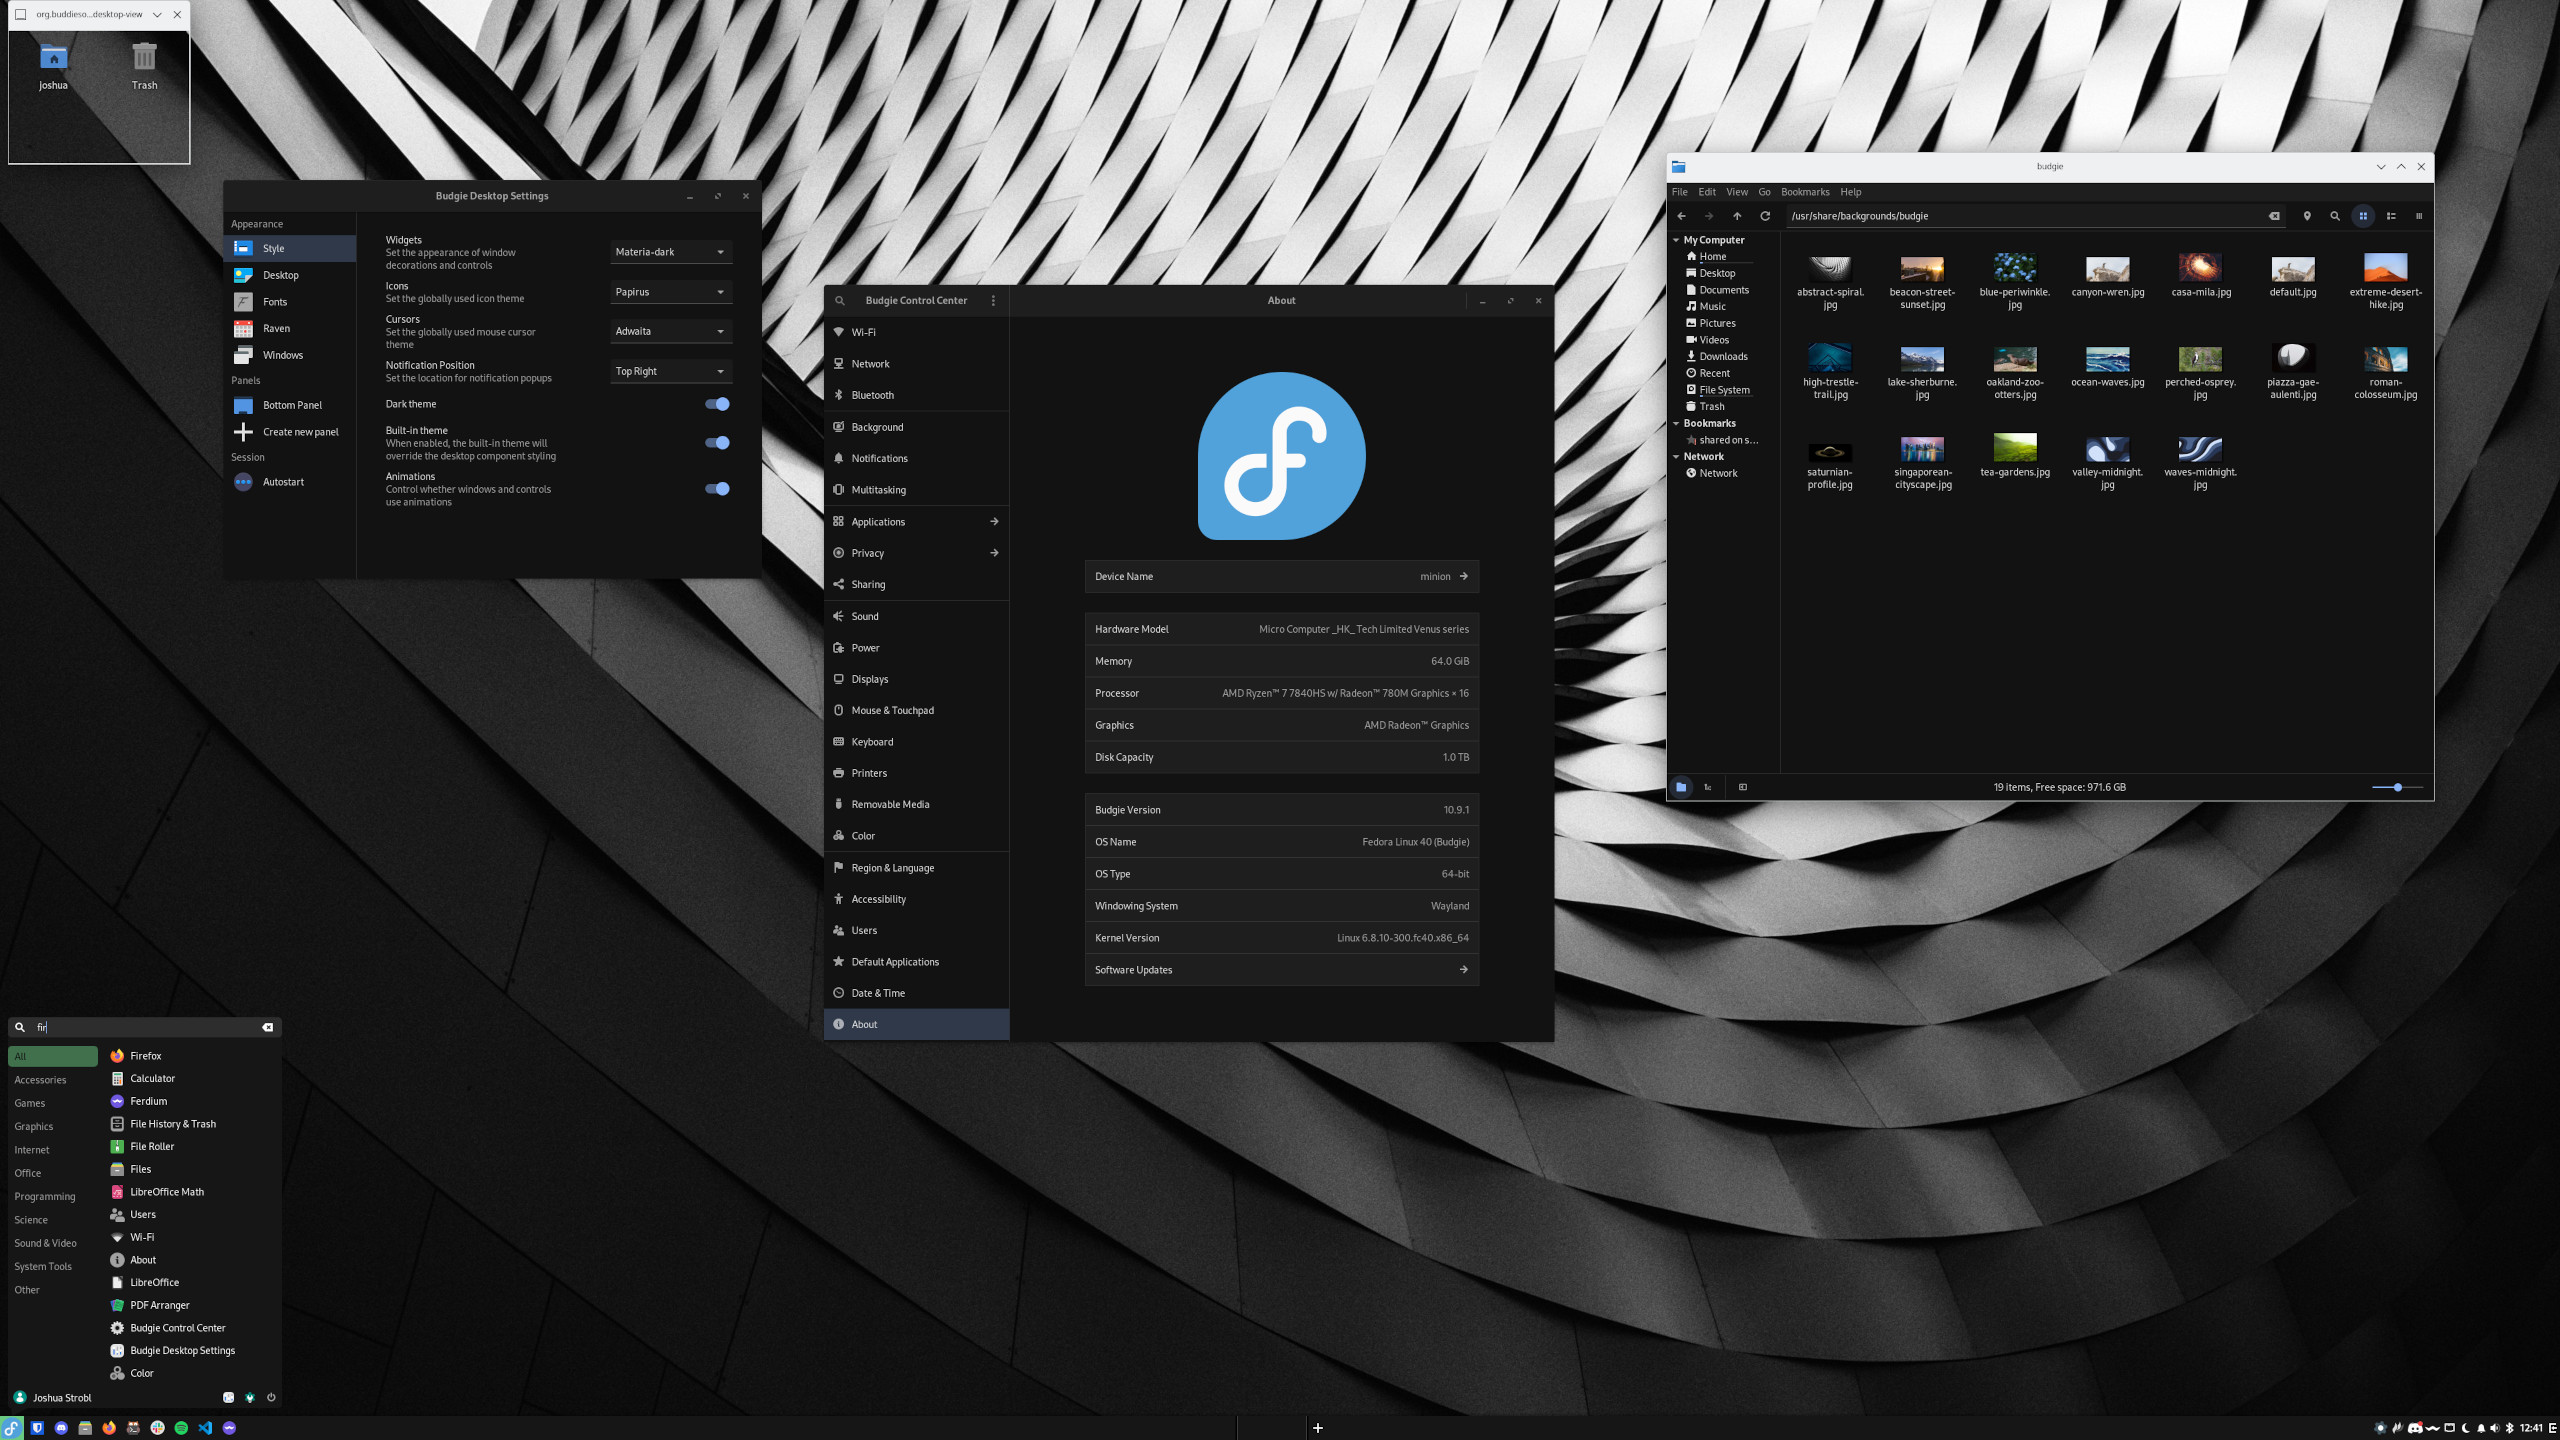 org.buddieso...desktop-view
Joshua
Trash
Budgie Desktop Settings
Appearance
Style
Desktop
Fonts
Raven
Windows
Panels
Bottom Panel
Create new panel
Session
Autostart
Widgets
Set the appearance of window
decorations and controls
Materia-dark
Icons
Set the globally used icon theme
Papirus
Cursors
Set the globally used mouse cursor
theme
Adwaita
Notification Position
Set the location for notification popups
Top Right
Dark theme
Built-in theme
When enabled, the built-in theme will
override the desktop component styling
Animations
Control whether windows and controls
use animations
Budgie Control Center
Wi-Fi
Network
Bluetooth
Background
Notifications
Multitasking
Applications
Privacy
Sharing
Sound
Power
Displays
Mouse & Touchpad
Keyboard
Printers
Removable Media
Color
Region & Language
Accessibility
Users
Default Applications
Date & Time
About
About
Device Name minion
Hardware Model Micro Computer _HK_ Tech Limited Venus series
Memory 64.0 GiB
Processor AMD Ryzen™ 7 7840HS w/ Radeon™ 780M Graphics × 16
Graphics AMD Radeon™ Graphics
Disk Capacity 1.0 TB
Budgie Version 10.9.1
OS Name Fedora Linux 40 (Budgie)
OS Type 64-bit
Windowing System Wayland
Kernel Version Linux 6.8.10-300.fc40.x86_64
Software Updates
budgie
File Edit View Go Bookmarks Help
/usr/share/backgrounds/budgie
My Computer
Home
Desktop
Documents
Music
Pictures
Videos
Downloads
Recent
File System
Trash
Bookmarks
shared on s...
Network
Network
abstract-spiral.
jpg
beacon-street-
sunset.jpg
blue-periwinkle.
jpg
canyon-wren.jpg
casa-mila.jpg
default.jpg
extreme-desert-
hike.jpg
high-trestle-
trail.jpg
lake-sherburne.
jpg
oakland-zoo-
otters.jpg
ocean-waves.jpg
perched-osprey.
jpg
piazza-gae-
aulenti.jpg
roman-
colosseum.jpg
saturnian-
profile.jpg
singaporean-
cityscape.jpg
tea-gardens.jpg
valley-midnight.
jpg
waves-midnight.
jpg
19 items, Free space: 971.6 GB
fir
All
Accessories
Games
Graphics
Internet
Office
Programming
Science
Sound & Video
System Tools
Other
Firefox
Calculator
Ferdium
File History & Trash
File Roller
Files
LibreOffice Math
Users
Wi-Fi
About
LibreOffice
PDF Arranger
Budgie Control Center
Budgie Desktop Settings
Color
Joshua Strobl
12:41